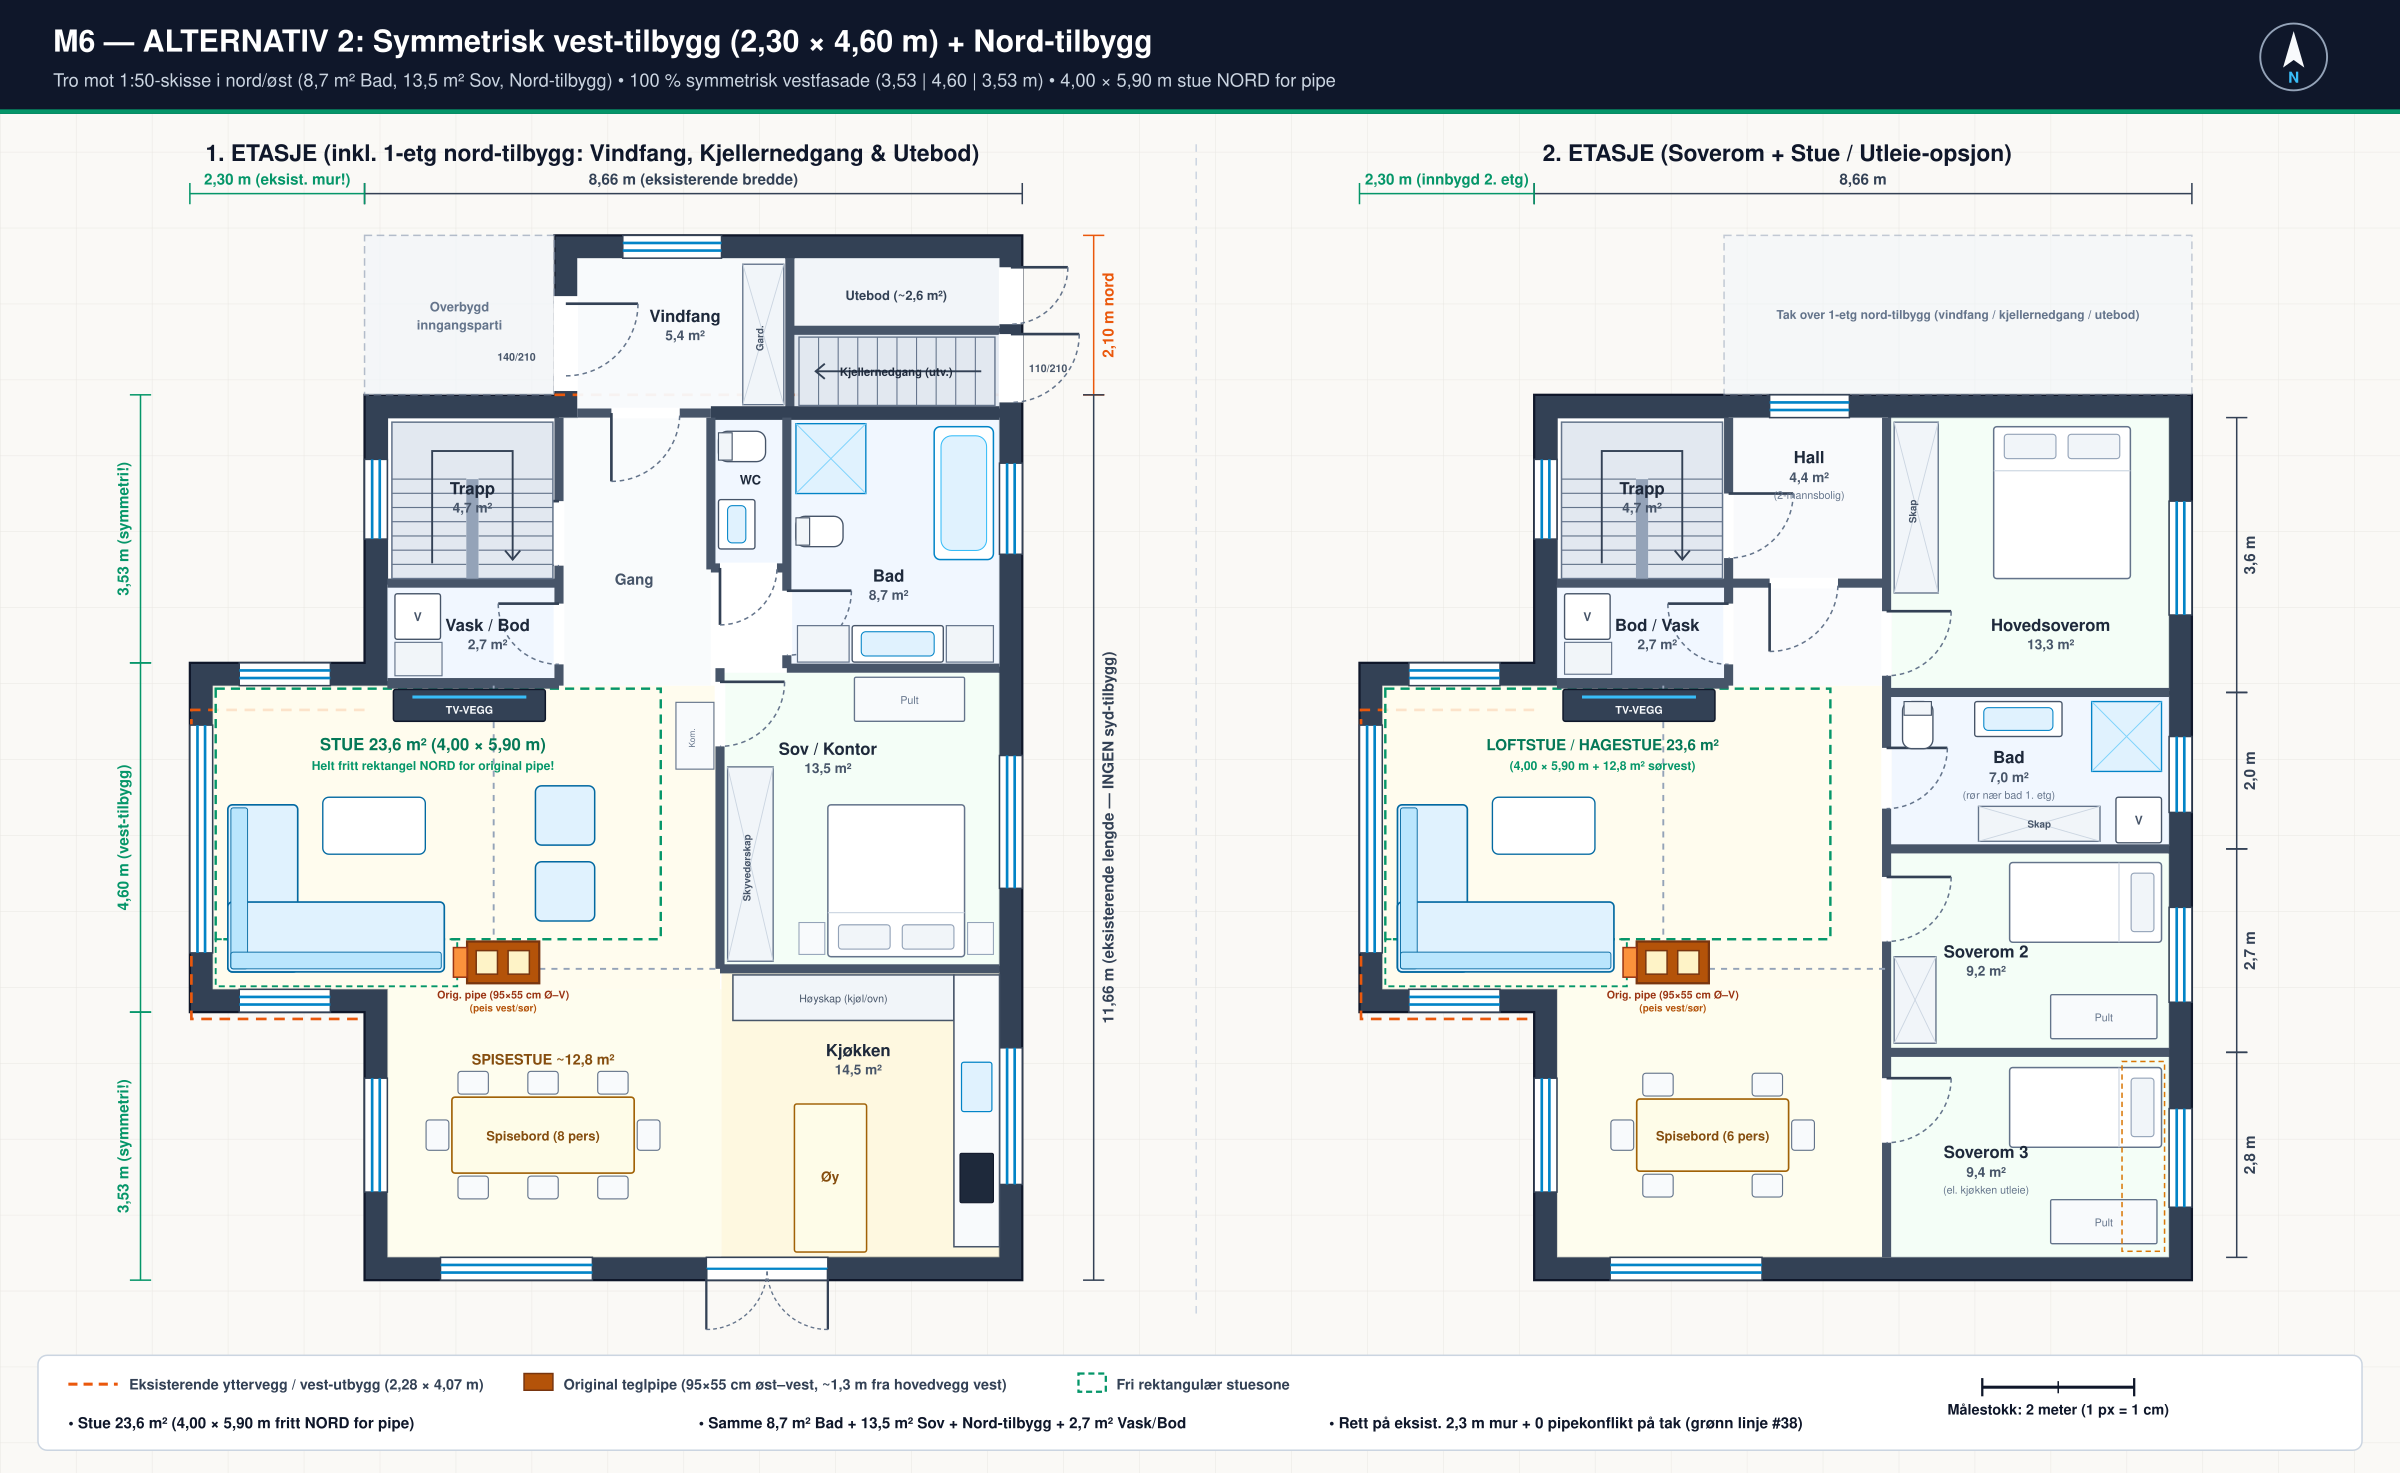 M6 — ALTERNATIV 2: Symmetrisk vest-tilbygg (2,30 × 4,60 m) + Nord-tilbygg
Tro mot 1:50-skisse i nord/øst (8,7 m² Bad, 13,5 m² Sov, Nord-tilbygg) • 100 % symmetrisk vestfasade (3,53 | 4,60 | 3,53 m) • 4,00 × 5,90 m stue NORD for pipe
N
1. ETASJE (inkl. 1-etg nord-tilbygg: Vindfang, Kjellernedgang & Utebod)
2,30 m (eksist. mur!)
8,66 m (eksisterende bredde)
Overbygd
inngangsparti
140/210
Vindfang
5,4 m²
Gard.
Utebod (~2,6 m²)
Kjellernedgang (utv.)
110/210
2,10 m nord
3,53 m (symmetri!)
Trapp
4,7 m²
Gang
WC
Bad
8,7 m²
V
Vask / Bod
2,7 m²
TV-VEGG
STUE 23,6 m² (4,00 × 5,90 m)
Helt fritt rektangel NORD for original pipe!
Kom.
Pult
Sov / Kontor
13,5 m²
Skyvedørskap
4,60 m (vest-tilbygg)
11,66 m (eksisterende lengde — INGEN syd-tilbygg)
Orig. pipe (95×55 cm Ø–V)
(peis vest/sør)
Høyskap (kjøl/ovn)
SPISESTUE ~12,8 m²
Spisebord (8 pers)
Kjøkken
14,5 m²
Øy
3,53 m (symmetri!)
2. ETASJE (Soverom + Stue / Utleie-opsjon)
2,30 m (innbygd 2. etg)
8,66 m
Tak over 1-etg nord-tilbygg (vindfang / kjellernedgang / utebod)
Trapp
4,7 m²
Hall
4,4 m²
(2-mannsbolig)
Skap
Hovedsoverom
13,3 m²
3,6 m
V
Bod / Vask
2,7 m²
TV-VEGG
LOFTSTUE / HAGESTUE 23,6 m²
(4,00 × 5,90 m + 12,8 m² sørvest)
Bad
7,0 m²
(rør nær bad 1. etg)
Skap
V
2,0 m
Soverom 2
9,2 m²
Pult
2,7 m
Orig. pipe (95×55 cm Ø–V)
(peis vest/sør)
Spisebord (6 pers)
Soverom 3
9,4 m²
(el. kjøkken utleie)
Pult
2,8 m
Eksisterende yttervegg / vest-utbygg (2,28 × 4,07 m)
Original teglpipe (95×55 cm øst–vest, ~1,3 m fra hovedvegg vest)
Fri rektangulær stuesone
Målestokk: 2 meter (1 px = 1 cm)
• Stue 23,6 m² (4,00 × 5,90 m fritt NORD for pipe)
• Samme 8,7 m² Bad + 13,5 m² Sov + Nord-tilbygg + 2,7 m² Vask/Bod
• Rett på eksist. 2,3 m mur + 0 pipekonflikt på tak (grønn linje #38)